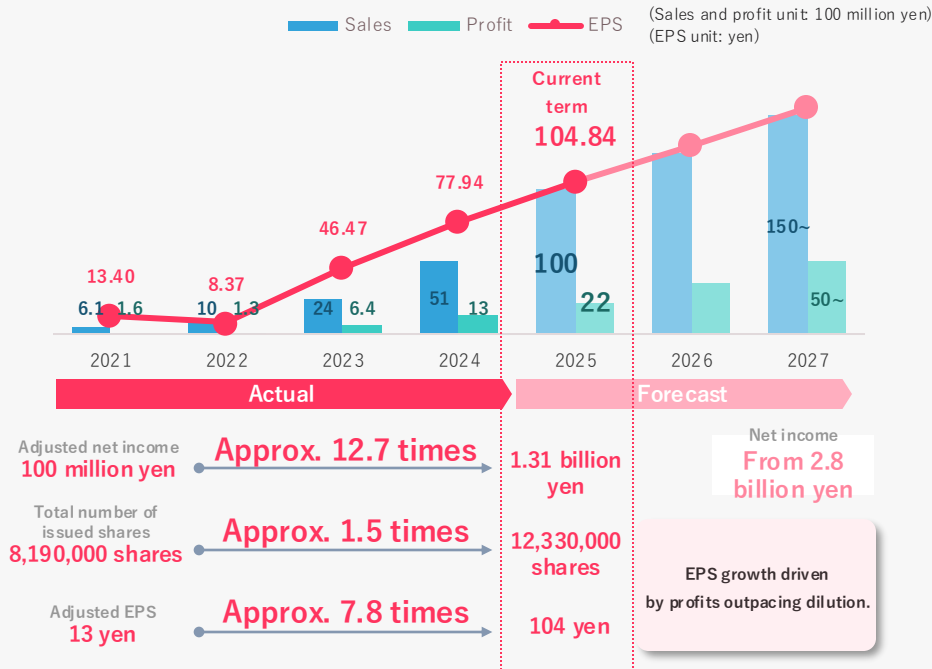 Sales Profit EPS
(Sales and profit unit: 100 million yen)
(EPS unit: yen)
Current
term
104.84
77.94
46.47
13.40
8.37
6.1 1.6
10 1.3
24 6.4
51 13
100
22
150~
50~
2021 2022 2023 2024 2025 2026 2027
Actual
Forecast
Adjusted net income
100 million yen
Approx. 12.7 times
1.31 billion
yen
Net income
From 2.8
billion yen
Total number of
issued shares
8,190,000 shares
Approx. 1.5 times
12,330,000
shares
EPS growth driven
by profits outpacing dilution.
Adjusted EPS
13 yen
Approx. 7.8 times
104 yen